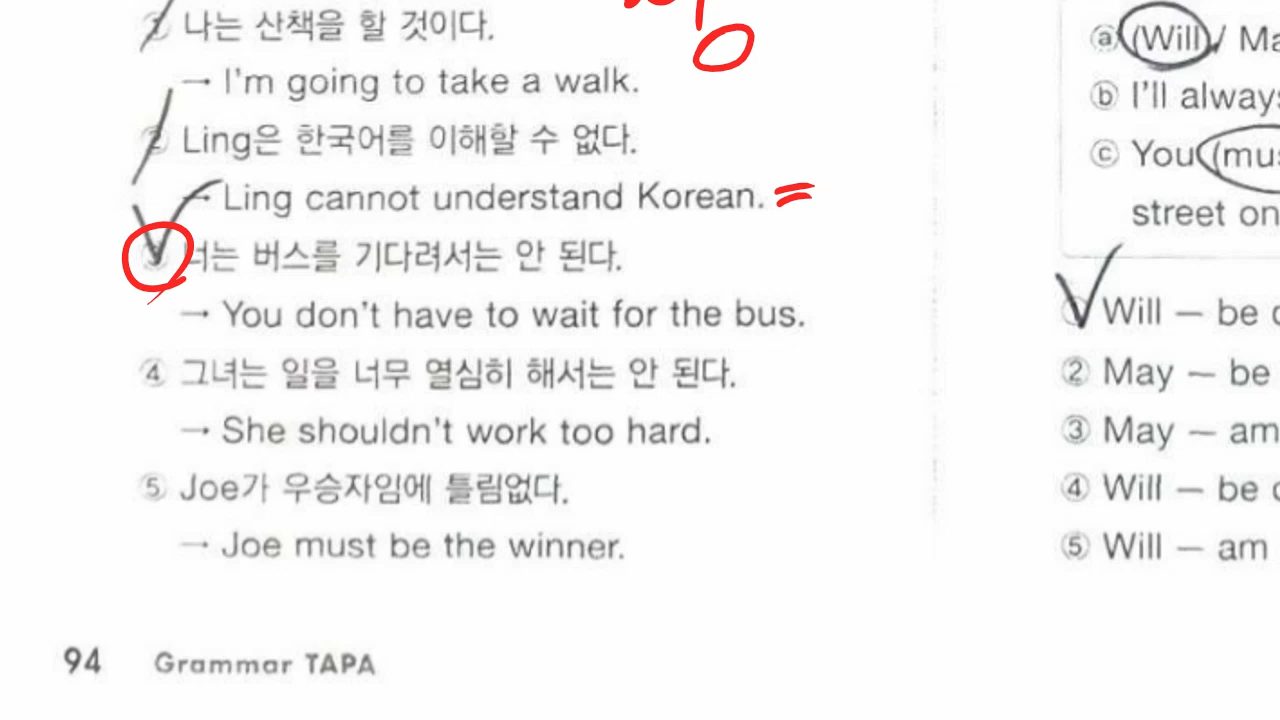 ① 나는 산책을 할 것이다.
→ I'm going to take a walk.
② Ling은 한국어를 이해할 수 없다.
→ Ling cannot understand Korean.
③ 너는 버스를 기다려서는 안 된다.
→ You don't have to wait for the bus.
④ 그녀는 일을 너무 열심히 해서는 안 된다.
→ She shouldn't work too hard.
⑤ Joe가 우승자임에 틀림없다.
→ Joe must be the winner.
94 Grammar TAPA
ⓐ (Will /
ⓑ I'll always
ⓒ You
street on
① Will — be
② May — be
③ May — am
④ Will — be
⑤ Will — am